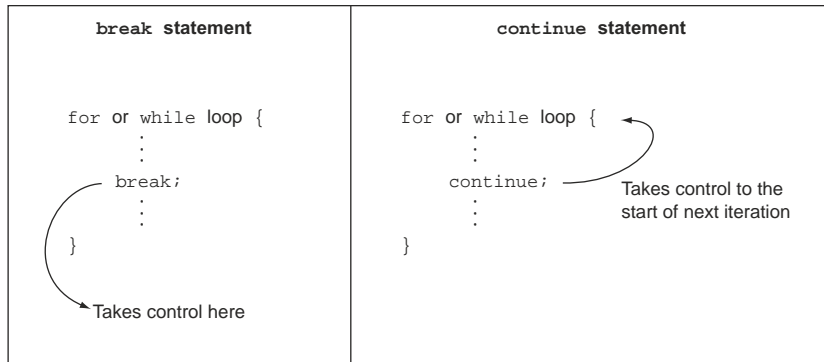 break statement
for or while loop {
.
.
.
break;
.
.
.
}
Takes control here
continue statement
for or while loop {
.
.
.
continue;
.
.
.
}
Takes control to the
start of next iteration